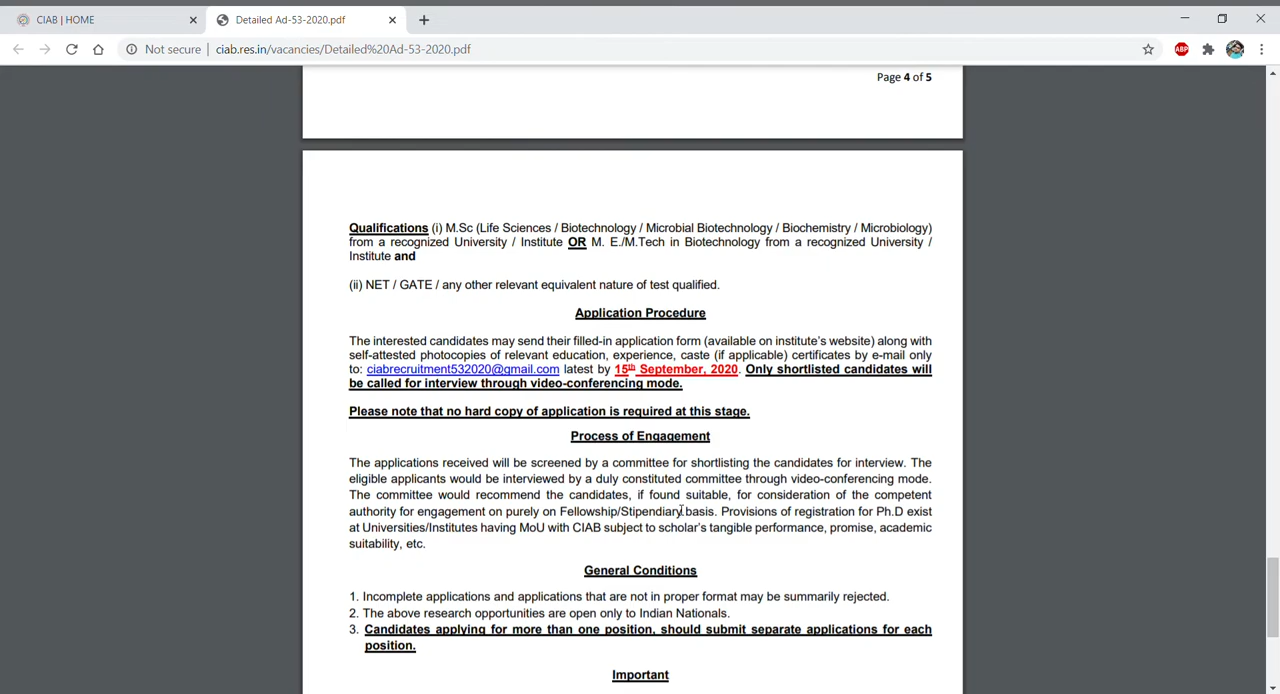 CIAB | HOME
Detailed Ad-53-2020.pdf
Not secure | ciab.res.in/vacancies/Detailed%20Ad-53-2020.pdf
ABP
Page 4 of 5
Qualifications (i) M.Sc (Life Sciences / Biotechnology / Microbial Biotechnology / Biochemistry / Microbiology)
from a recognized University / Institute OR M. E./M.Tech in Biotechnology from a recognized University /
Institute and
(ii) NET / GATE / any other relevant equivalent nature of test qualified.
Application Procedure
The interested candidates may send their filled-in application form (available on institute's website) along with
self-attested photocopies of relevant education, experience, caste (if applicable) certificates by e-mail only
to: ciabrecruitment532020@gmail.com latest by 15th September, 2020. Only shortlisted candidates will
be called for interview through video-conferencing mode.
Please note that no hard copy of application is required at this stage.
Process of Engagement
The applications received will be screened by a committee for shortlisting the candidates for interview. The
eligible applicants would be interviewed by a duly constituted committee through video-conferencing mode.
The committee would recommend the candidates, if found suitable, for consideration of the competent
authority for engagement on purely on Fellowship/Stipendiary basis. Provisions of registration for Ph.D exist
at Universities/Institutes having MoU with CIAB subject to scholar's tangible performance, promise, academic
suitability, etc.
General Conditions
1. Incomplete applications and applications that are not in proper format may be summarily rejected.
2. The above research opportunities are open only to Indian Nationals.
3. Candidates applying for more than one position, should submit separate applications for each
position.
Important